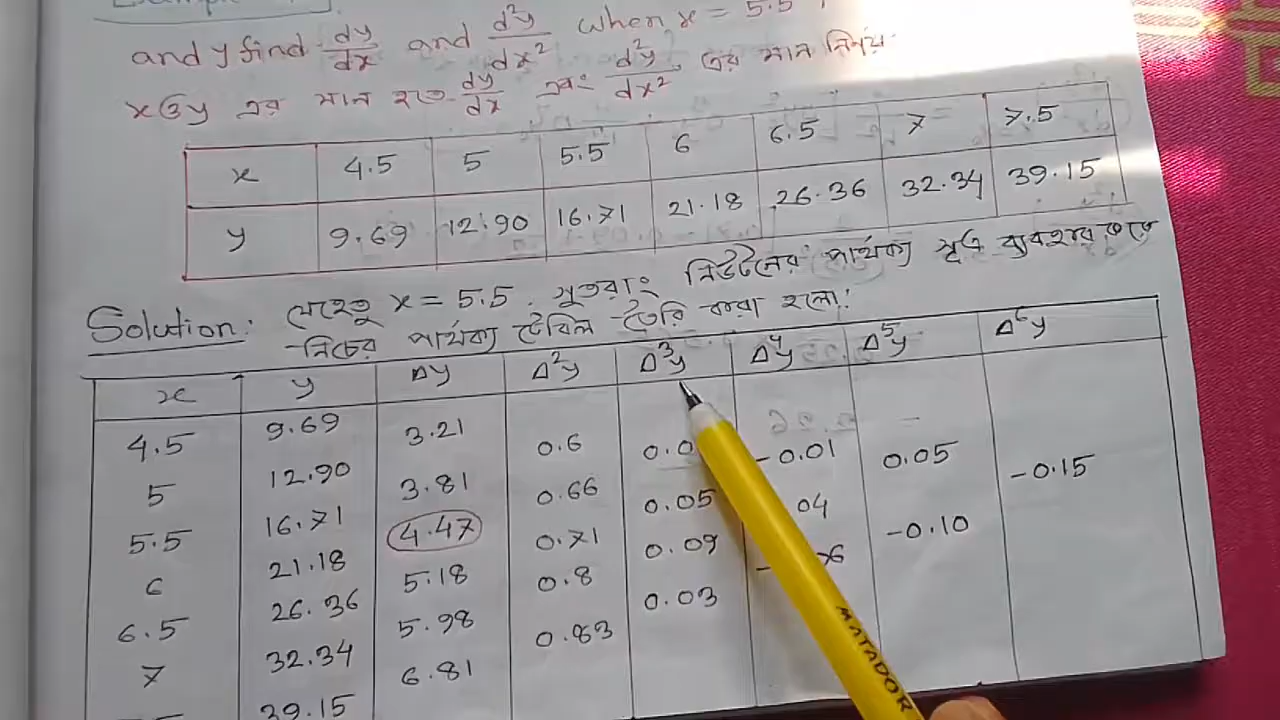 and y find dy/dx and d²y/dx² when x = 5.5
x ও y এর মান হতে dy/dx এবং d²y/dx² এর মান নির্ণয়
x 4.5 5 5.5 6 6.5 7 7.5
y 9.69 12.90 16.71 21.18 26.36 32.34 39.15
Solution: যেহেতু x = 5.5. সুতরাং নিউটনের পার্থক্য সূত্র ব্যবহার
নিচের পার্থক্য টেবিল তৈরি করা হলো:
x y Δy Δ²y Δ³y Δ⁴y Δ⁵y Δ⁶y
4.5 9.69 3.21 0.6 0.0 -0.01 0.05 -0.15
5 12.90 3.81 0.66 0.05 04 -0.10
5.5 16.71 4.47 0.71 0.09
6 21.18 5.18 0.8 0.03
6.5 26.36 5.98 0.83
7 32.34 6.81
39.15
MATADOR